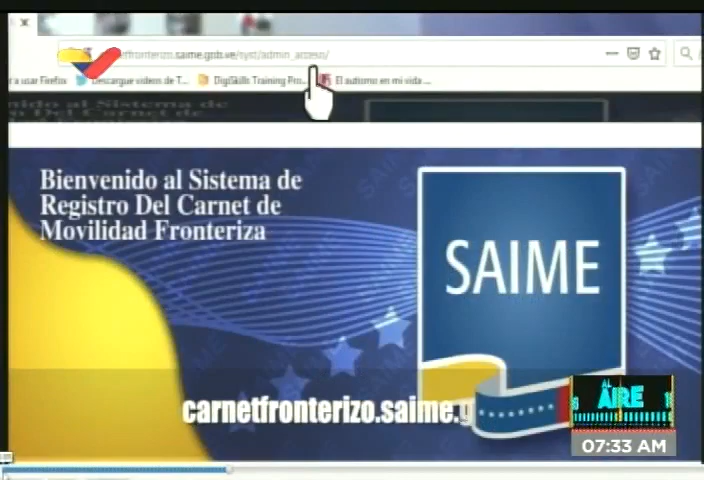 etfronterizo.saime.gob.ve/syst/admin_acceso/
a usar Firefox
Descargue videos de T...
DigiSkills Training Pro...
El autismo en mi vida ...
Bienvenido al Sistema de
Registro Del Carnet de
Movilidad Fronteriza
SAIME
carnetfronterizo.saime.g
AL
AIRE
07:33 AM